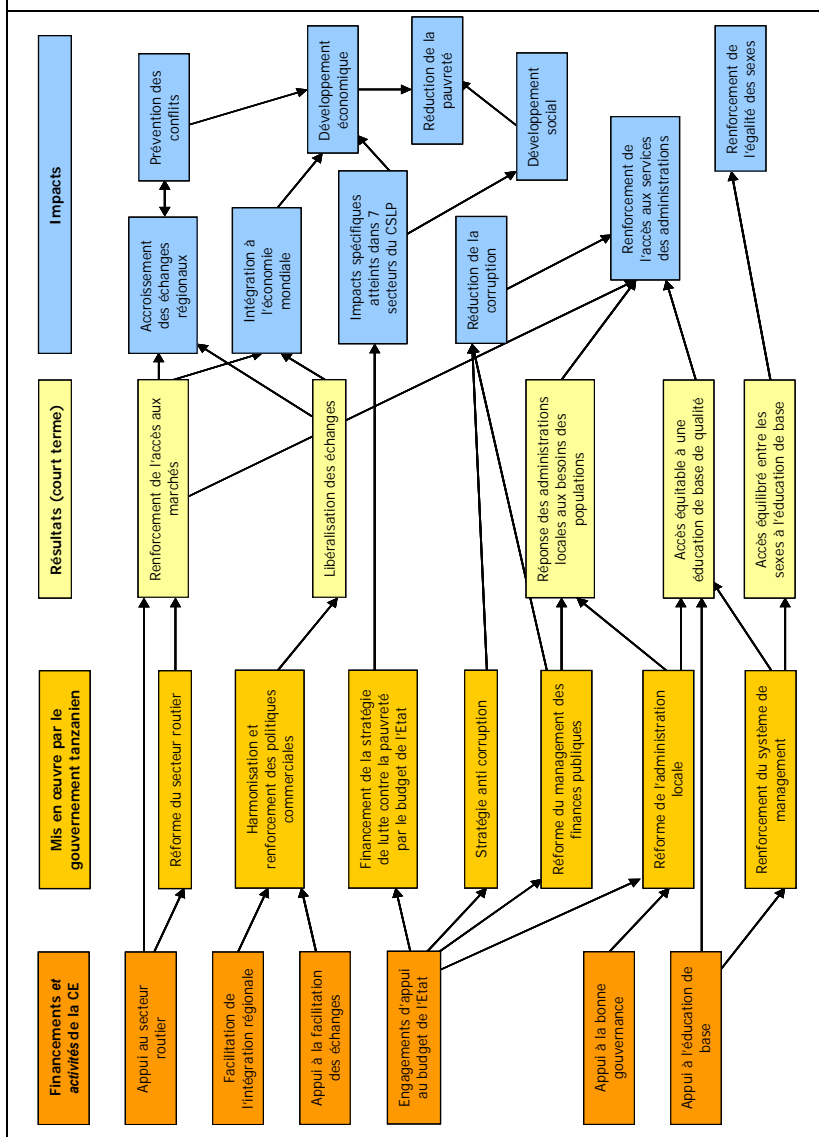 Financements et
activités de la CE
Mis en œuvre par le
gouvernement tanzanien
Résultats (court terme)
Impacts
Appui au secteur
routier
Facilitation de
l'intégration régionale
Appui à la facilitation
des échanges
Engagements d'appui
au budget de l'Etat
Appui à la bonne
gouvernance
Appui à l'éducation de
base
Réforme du secteur routier
Harmonisation et
renforcement des politiques
commerciales
Financement de la stratégie
de lutte contre la pauvreté
par le budget de l'Etat
Stratégie anti corruption
Réforme du management des
finances publiques
Réforme de l'administration
locale
Renforcement du système de
management
Renforcement de l'accès aux
marchés
Libéralisation des échanges
Réponse des administrations
locales aux besoins des
populations
Accès équitable à une
éducation de base de qualité
Accès équilibré entre les
sexes à l'éducation de base
Accroissement
des échanges
régionaux
Intégration à
l'économie
mondiale
Impacts spécifiques
atteints dans 7
secteurs du CSLP
Réduction de la
corruption
Renforcement de
l'accès aux services
des administrations
Prévention des
conflits
Développement
économique
Réduction de la
pauvreté
Développement
social
Renforcement de
l'égalité des sexes